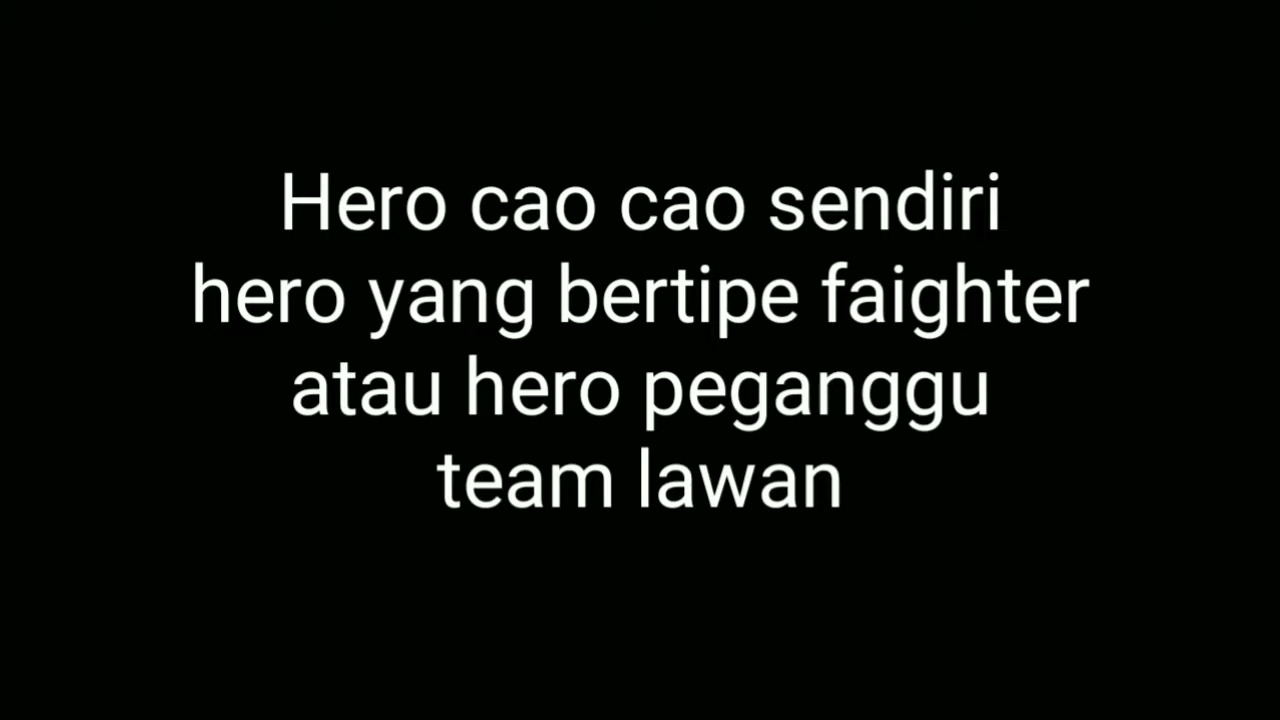 Hero cao cao sendiri
hero yang bertipe faighter
atau hero peganggu
team lawan